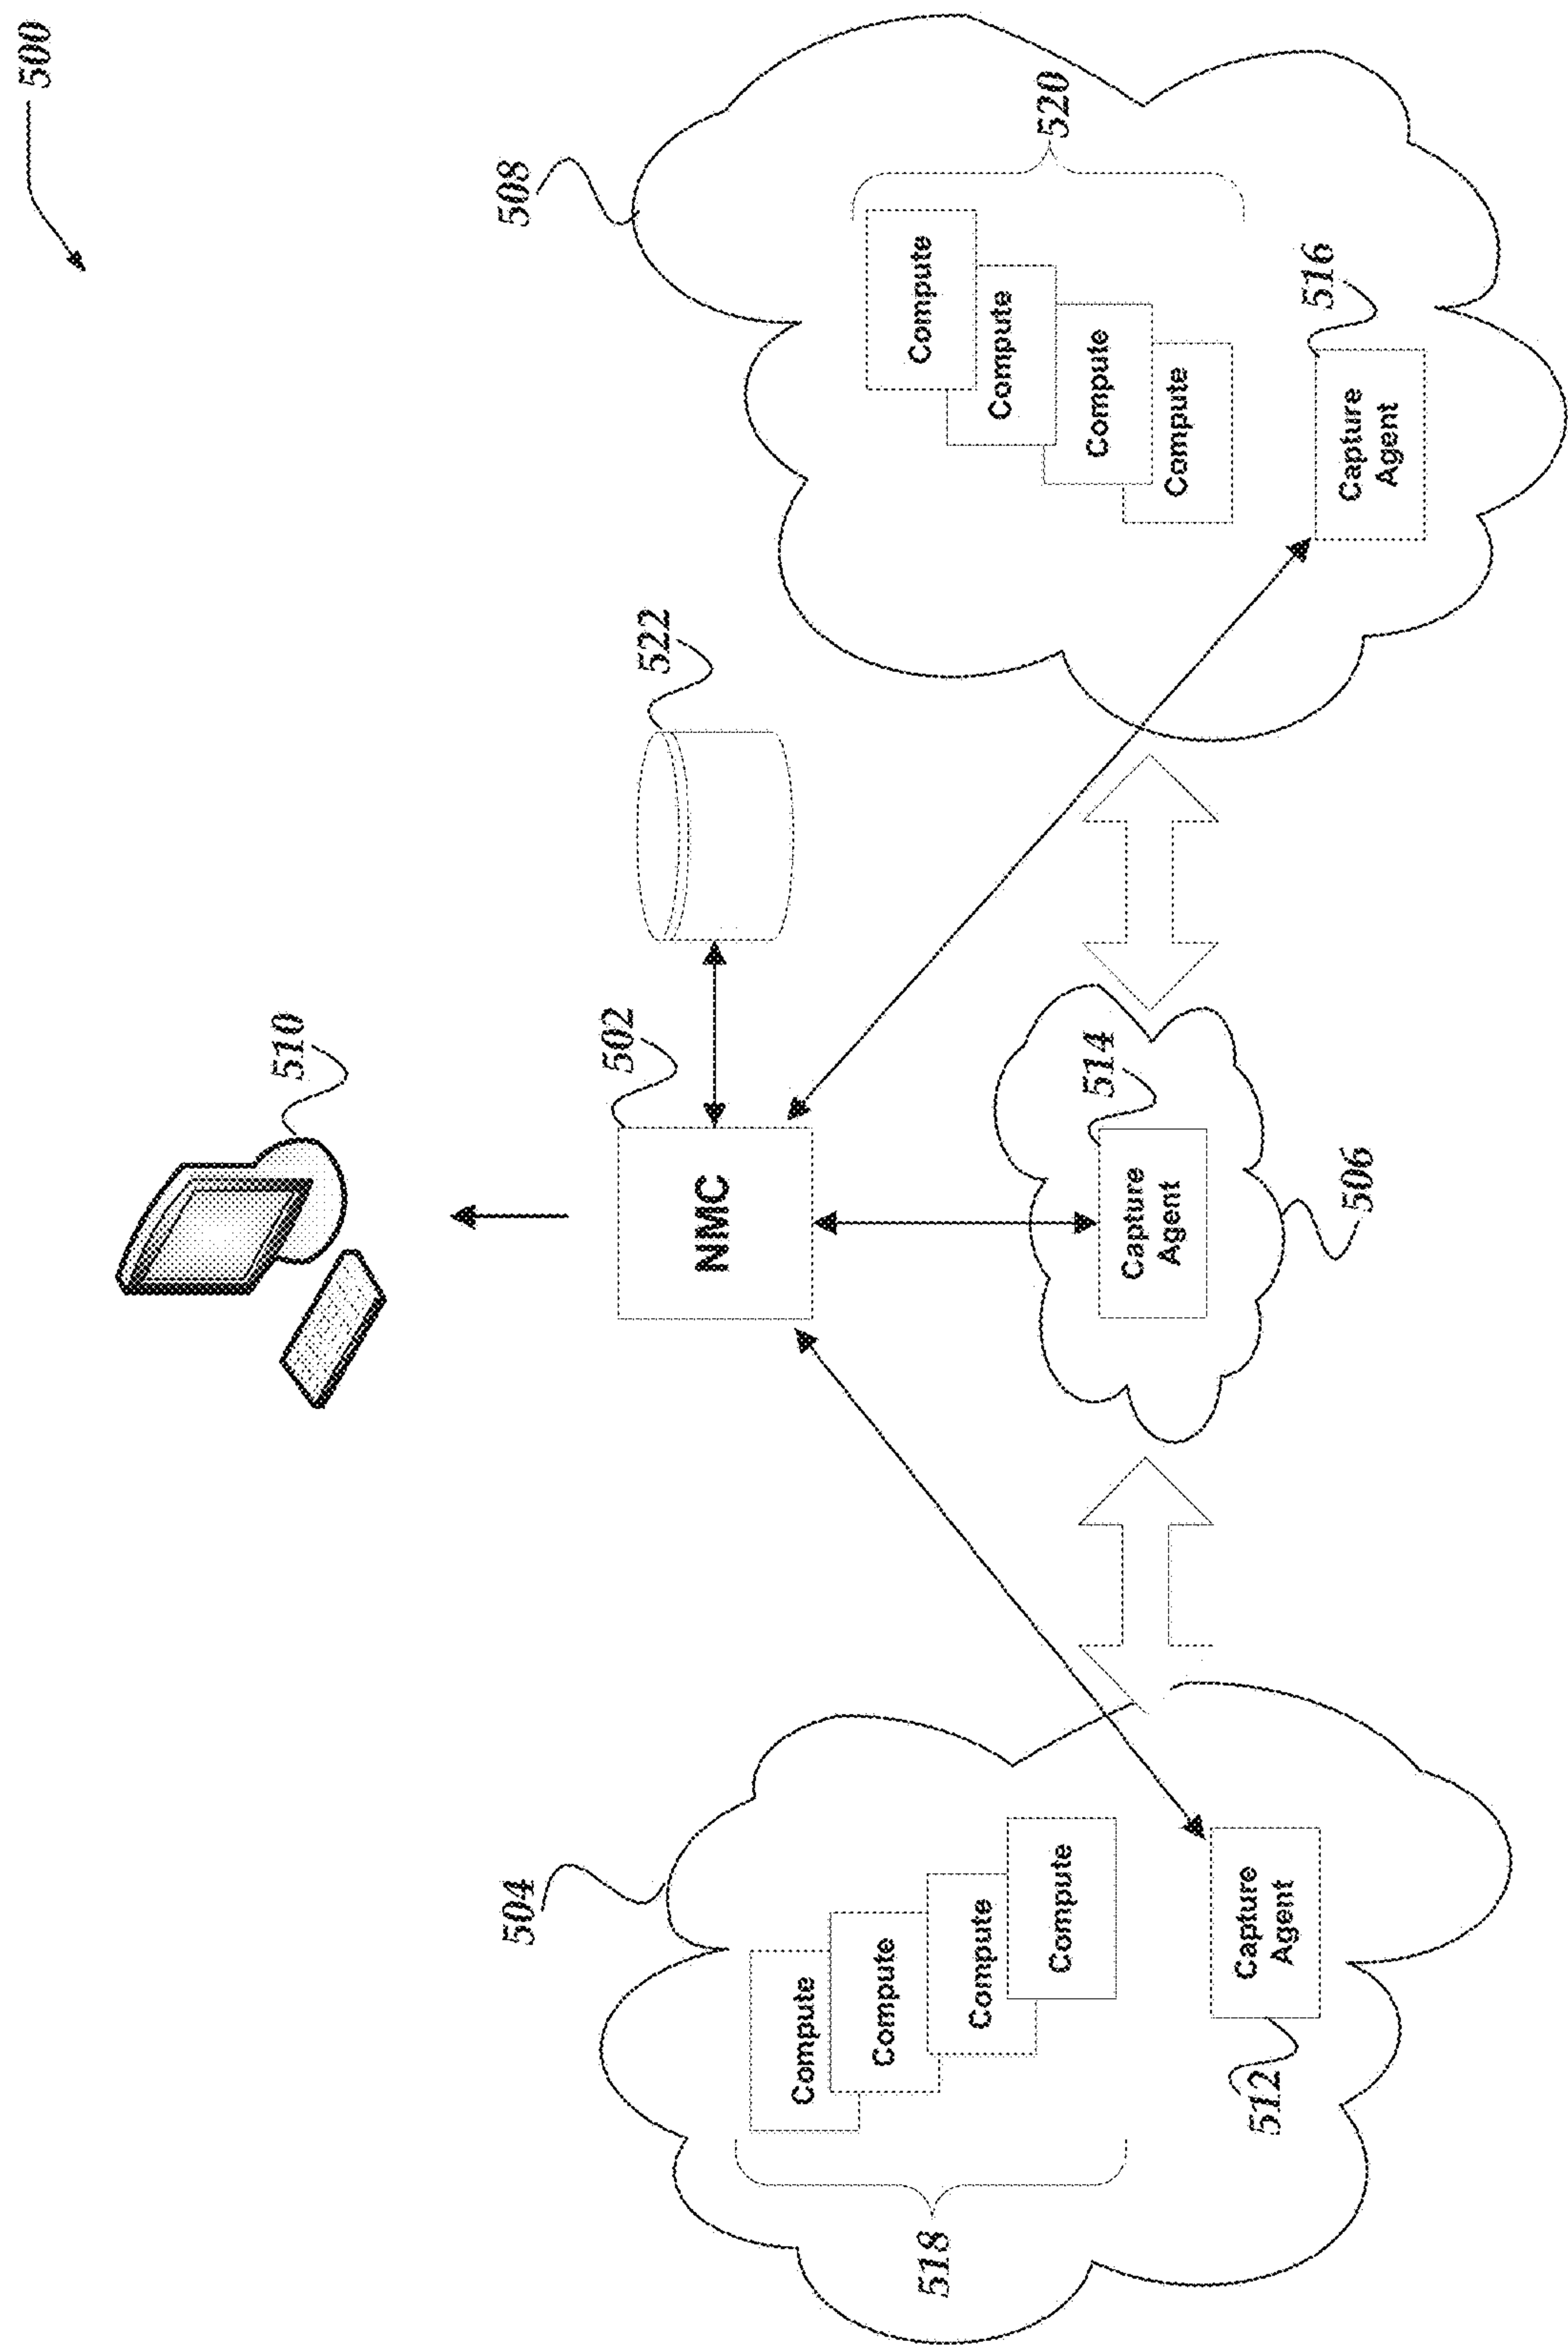 500
510
504
508
502
522
NMC
518
Compute
Compute
Compute
Compute
520
Compute
Compute
Compute
Compute
514
Capture
Agent
512
Capture
Agent
516
Capture
Agent
506